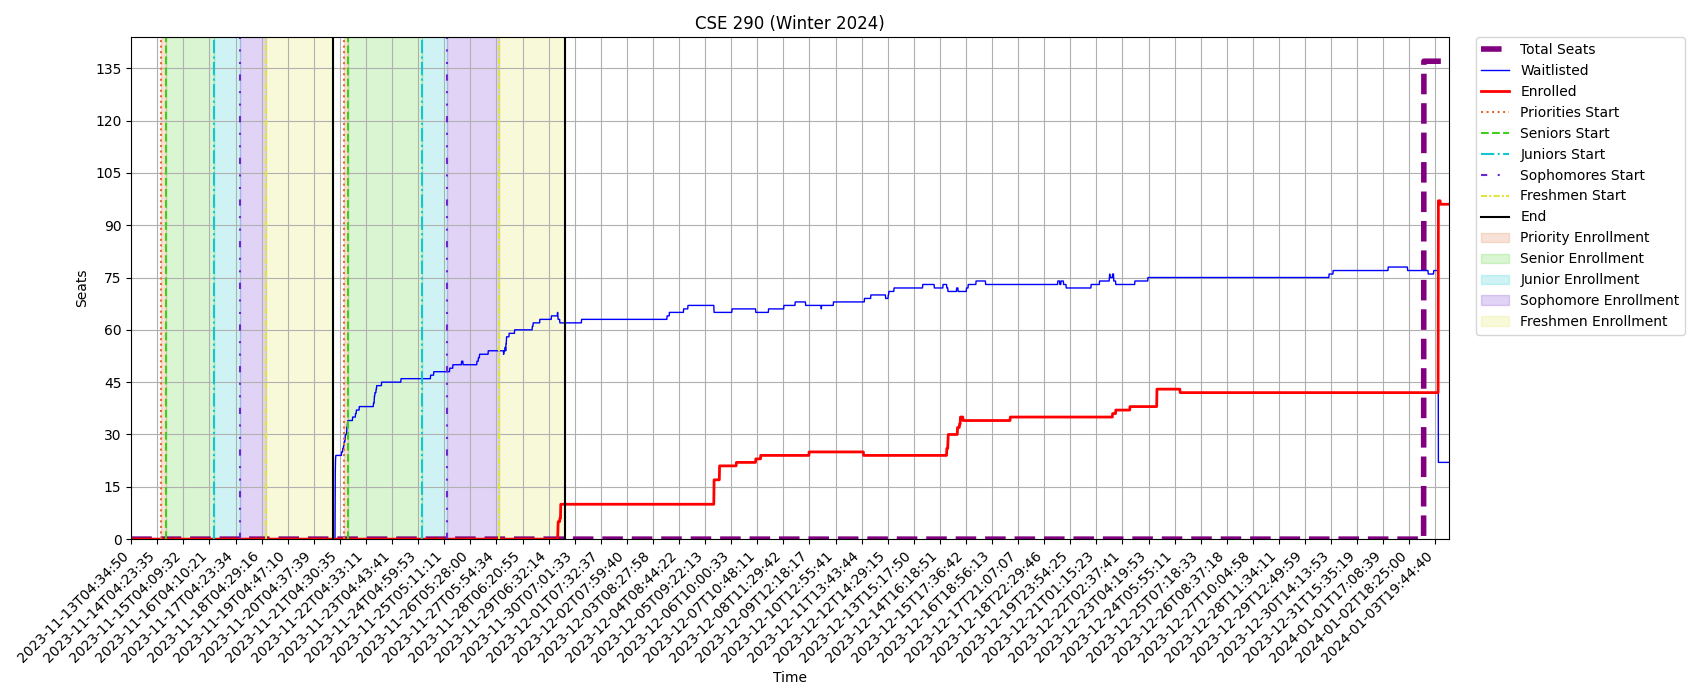 CSE 290 (Winter 2024)
Seats
135
120
105
90
75
60
45
30
15
0
2023-11-13T04:34:50
2023-11-14T04:23:35
2023-11-15T04:09:32
2023-11-16T04:10:21
2023-11-17T04:23:34
2023-11-18T04:29:16
2023-11-19T04:47:10
2023-11-20T04:37:39
2023-11-21T04:30:35
2023-11-22T04:33:11
2023-11-23T04:43:41
2023-11-24T04:59:53
2023-11-25T05:11:11
2023-11-26T05:28:00
2023-11-27T05:54:34
2023-11-28T06:20:55
2023-11-29T06:32:14
2023-11-30T07:01:33
2023-12-01T07:32:37
2023-12-02T07:59:40
2023-12-03T08:27:58
2023-12-04T08:44:22
2023-12-05T09:22:13
2023-12-06T10:00:33
2023-12-07T10:48:11
2023-12-08T11:29:42
2023-12-09T12:18:17
2023-12-10T12:55:41
2023-12-11T13:43:44
2023-12-12T14:29:15
2023-12-13T15:17:50
2023-12-14T16:18:51
2023-12-15T17:36:42
2023-12-16T18:56:13
2023-12-17T21:07:07
2023-12-18T22:29:46
2023-12-19T23:54:25
2023-12-21T01:15:23
2023-12-22T02:37:41
2023-12-23T04:19:53
2023-12-24T05:55:11
2023-12-25T07:18:33
2023-12-26T08:37:18
2023-12-27T10:04:58
2023-12-28T11:34:11
2023-12-29T12:49:59
2023-12-30T14:13:53
2023-12-31T15:35:19
2024-01-01T17:08:39
2024-01-02T18:25:00
2024-01-03T19:44:40
Time
Total Seats
Waitlisted
Enrolled
Priorities Start
Seniors Start
Juniors Start
Sophomores Start
Freshmen Start
End
Priority Enrollment
Senior Enrollment
Junior Enrollment
Sophomore Enrollment
Freshmen Enrollment